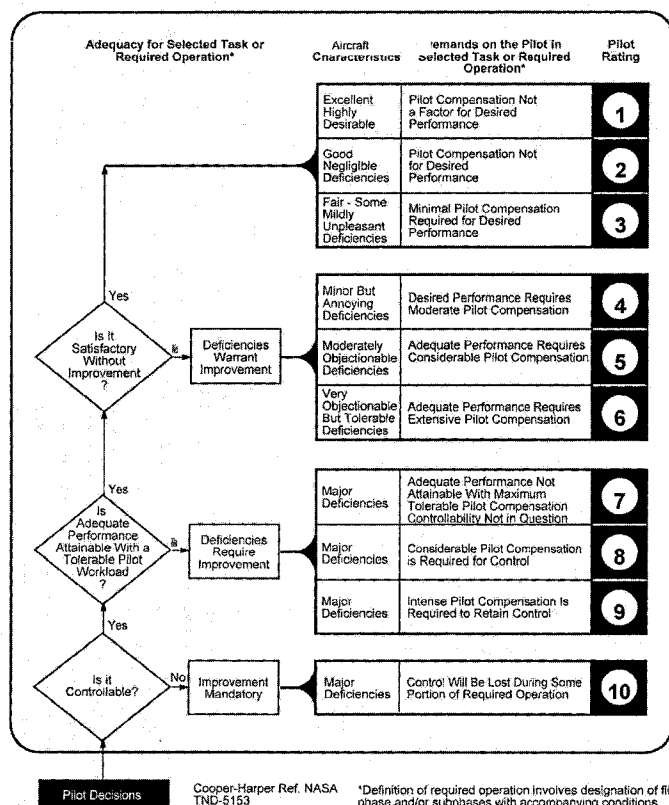 Adequacy for Selected Task or
Required Operation*
Aircraft
Characteristics
Demands on the Pilot in
Selected Task or Required
Operation*
Pilot
Rating
Excellent
Highly
Desirable
Pilot Compensation Not
a Factor for Desired
Performance
1
Good
Negligible
Deficiencies
Pilot Compensation Not
for Desired
Performance
2
Fair - Some
Mildly
Unpleasant
Deficiencies
Minimal Pilot Compensation
Required for Desired
Performance
3
Yes
Is It
Satisfactory
Without
Improvement
?
Deficiencies
Warrant
Improvement
Minor But
Annoying
Deficiencies
Desired Performance Requires
Moderate Pilot Compensation
4
Moderately
Objectionable
Deficiencies
Adequate Performance Requires
Considerable Pilot Compensation
5
Very
Objectionable
But Tolerable
Deficiencies
Adequate Performance Requires
Extensive Pilot Compensation
6
Yes
Is
Adequate
Performance
Attainable With a
Tolerable Pilot
Workload
?
Deficiencies
Require
Improvement
Major
Deficiencies
Adequate Performance Not
Attainable With Maximum
Tolerable Pilot Compensation
Controllability Not in Question
7
Major
Deficiencies
Considerable Pilot Compensation
is Required for Control
8
Major
Deficiencies
Intense Pilot Compensation Is
Required to Retain Control
9
Yes
Is it
Controllable?
No
Improvement
Mandatory
Major
Deficiencies
Control Will Be Lost During Some
Portion of Required Operation
10
Pilot Decisions
Cooper-Harper Ref. NASA
TND-5153
*Definition of required operation involves designation of
phase and/or subphases with accompanying